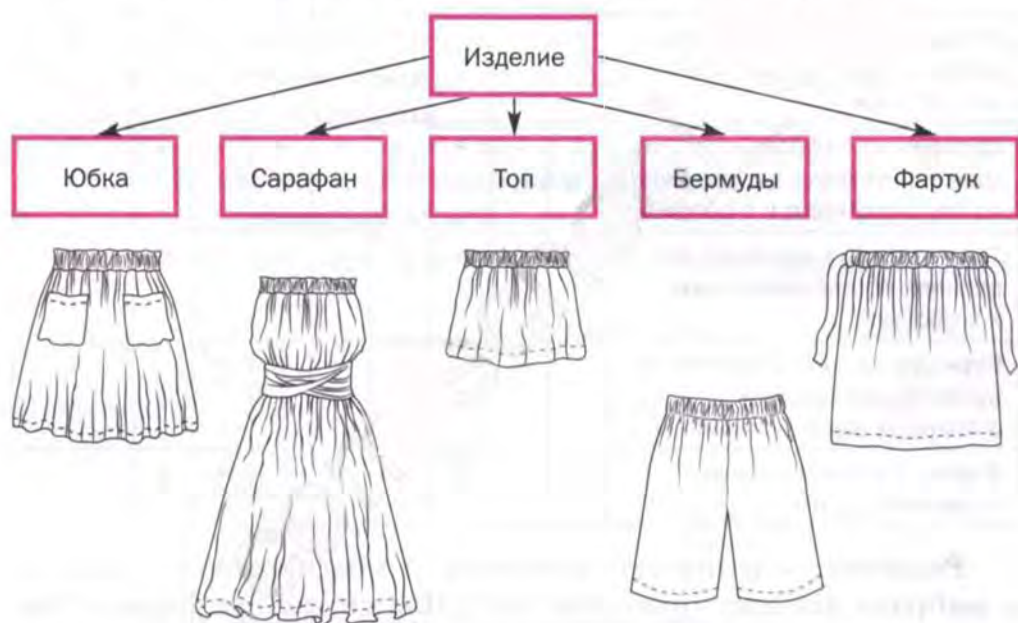 Изделие
Юбка
Сарафан
Топ
Бермуды
Фартук